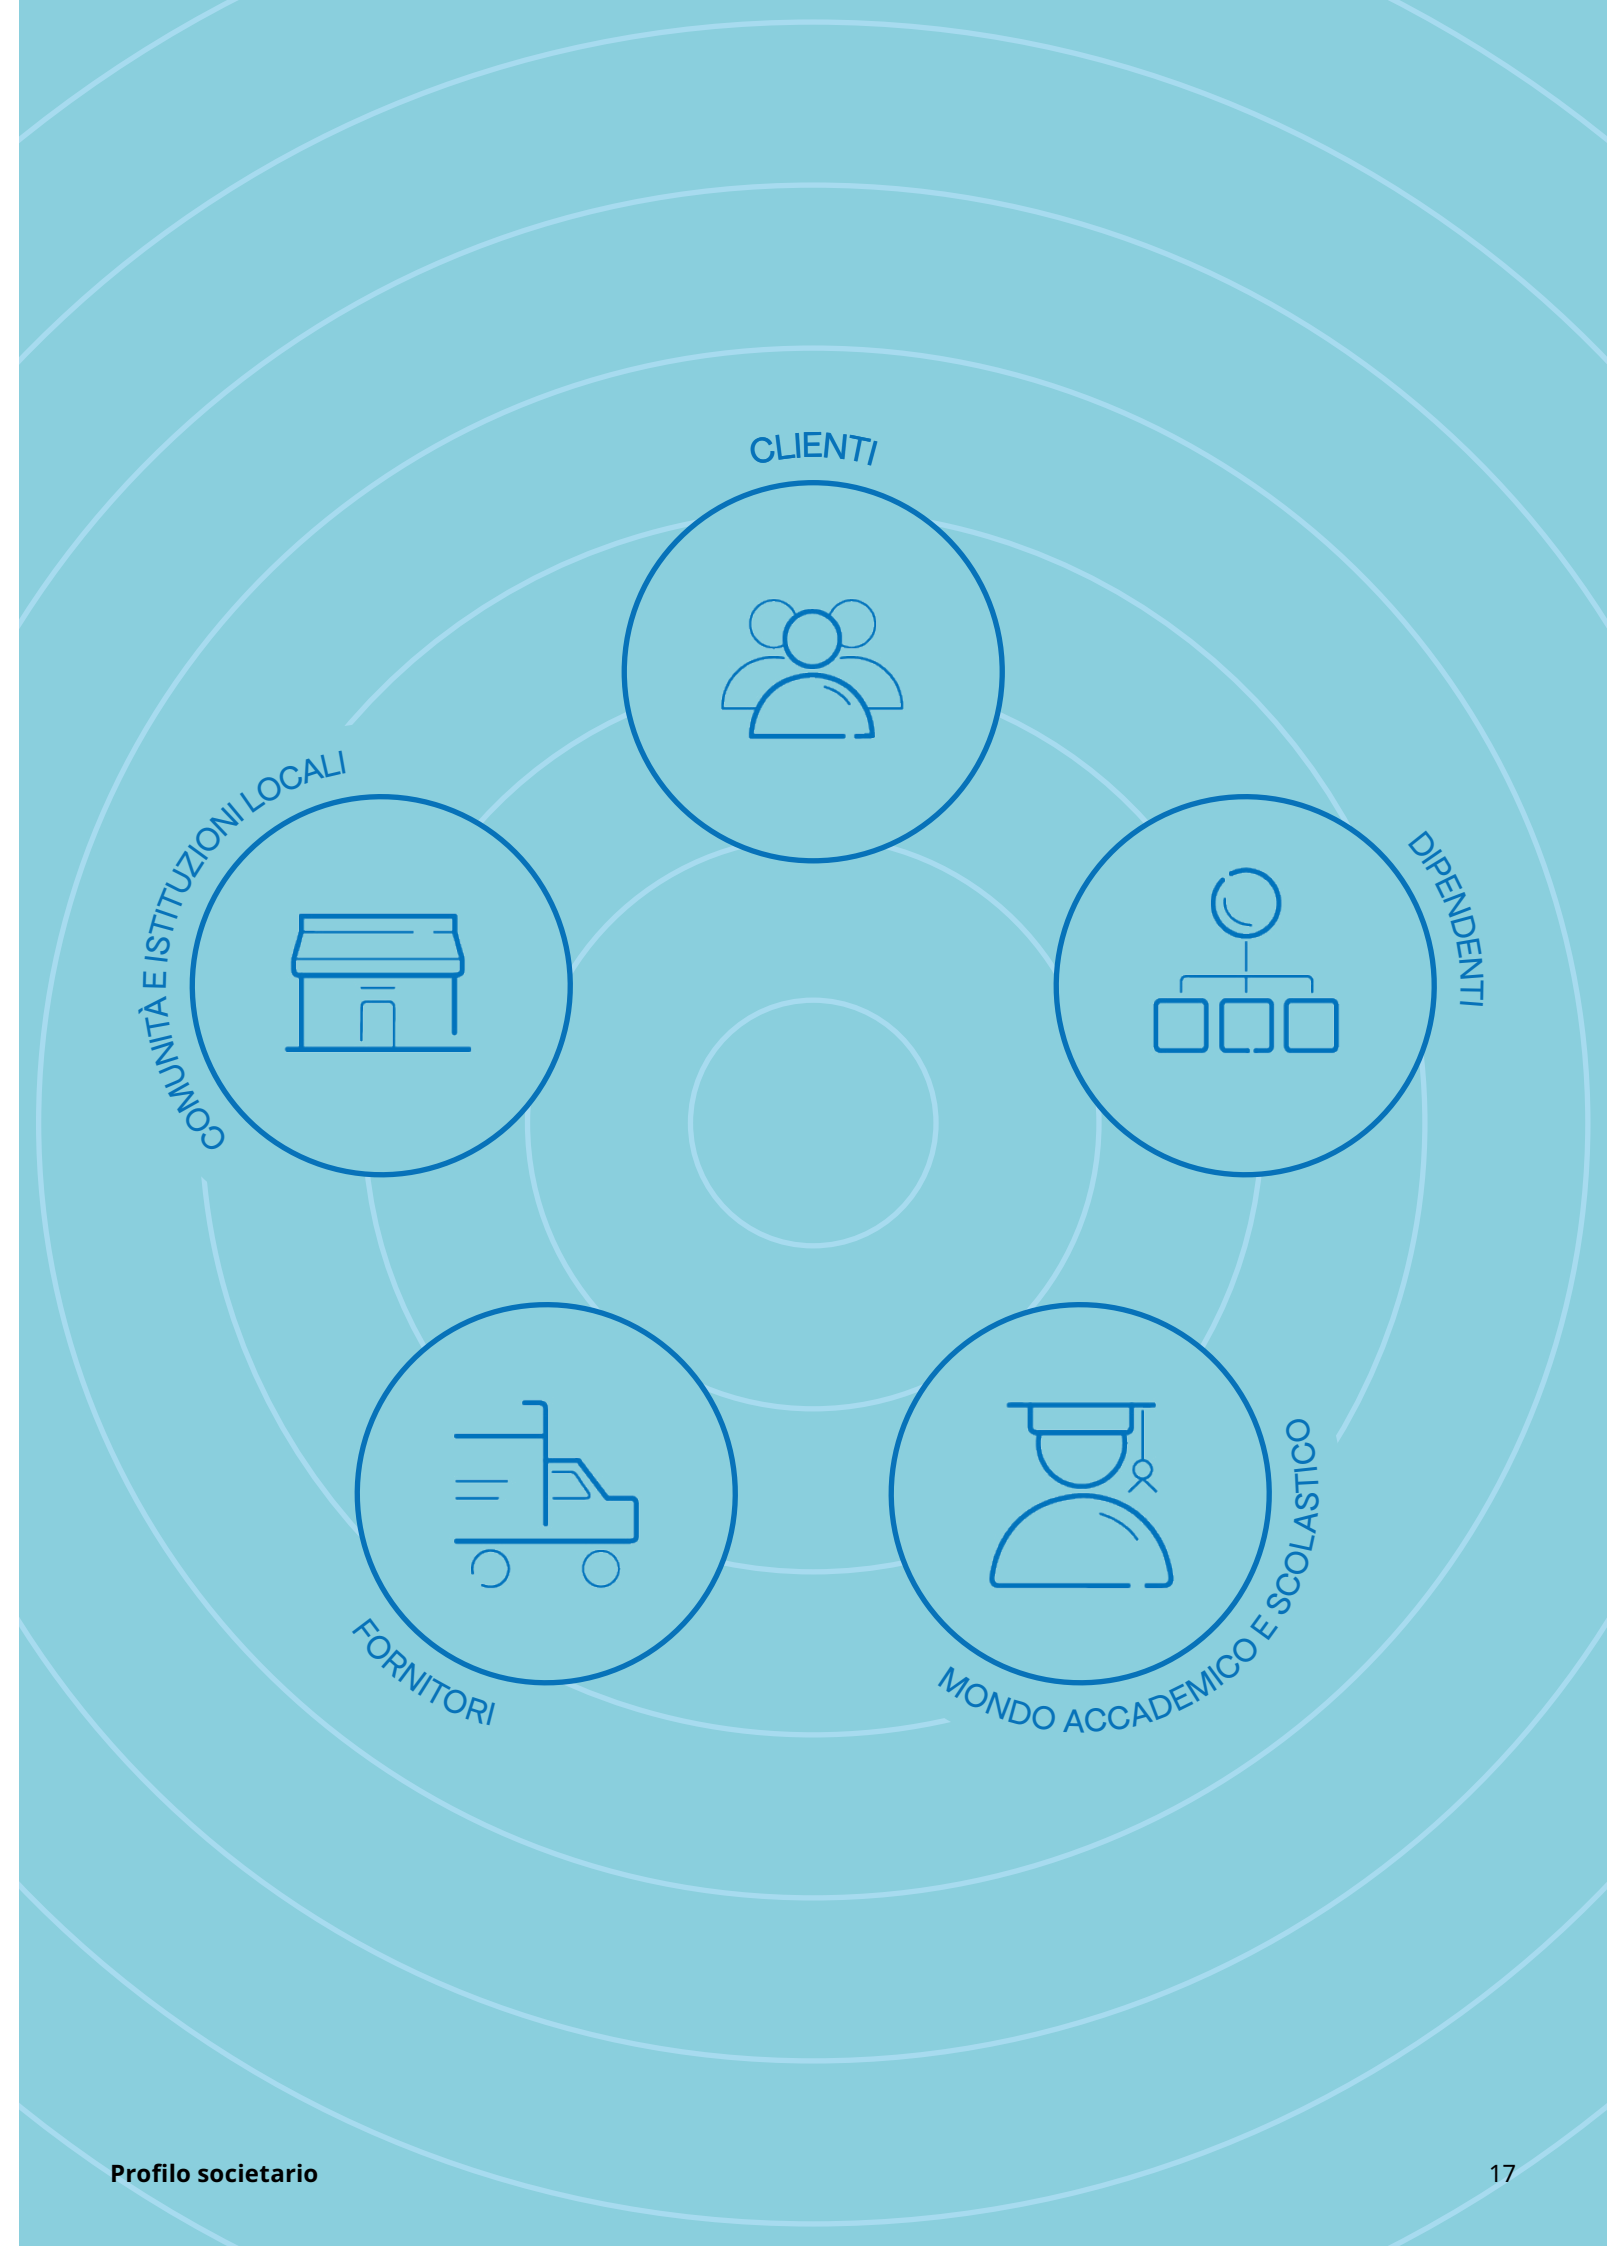 CLIENTI
COMUNITÀ E ISTITUZIONI LOCALI
DIPENDENTI
FORNITORI
MONDO ACCADEMICO E SCOLASTICO
Profilo societario
17